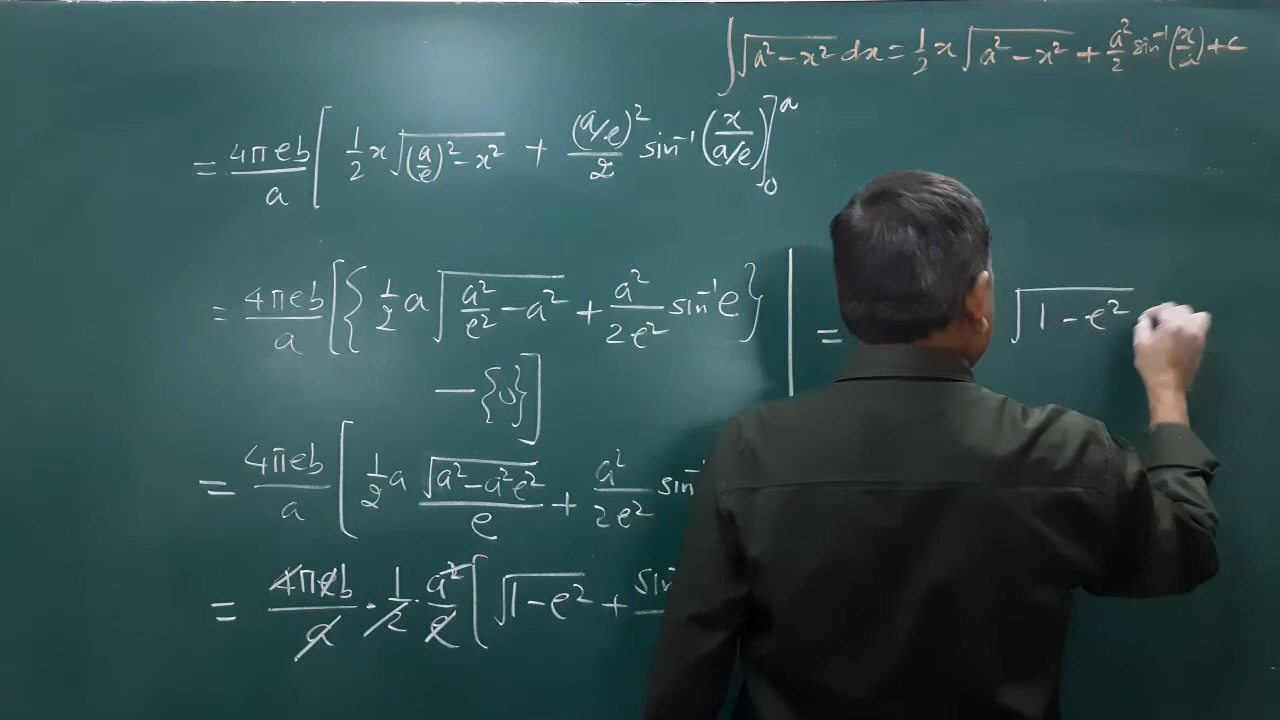 ∫√(a² − x²) dx = 1/2 x √(a² − x²) + a²/2 sin⁻¹(x/a) + c
= 4πeb/a [ 1/2 x √((a/e)² − x²) + (a/e)²/2 sin⁻¹(x/(a/e)) ]₀ᵃ
= 4πeb/a [ { 1/2 a √(a²/e² − a²) + a²/2e² sin⁻¹e }
− {0} ]
= 4πeb/a [ 1/2 a √(a² − a²e²)/e + a²/2e² sin⁻¹
= 4πeb/a · 1/2 · a²/e [ √(1 − e²) + sin
= √(1 − e²)